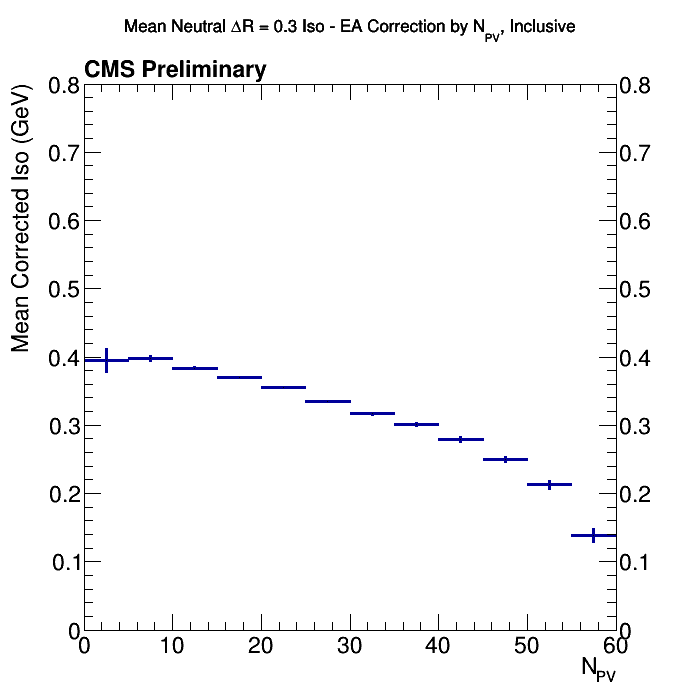 Mean Neutral ΔR = 0.3 Iso - EA Correction by N_PV, Inclusive
CMS Preliminary
Mean Corrected Iso (GeV)
0.8 0.8
0.7 0.7
0.6 0.6
0.5 0.5
0.4 0.4
0.3 0.3
0.2 0.2
0.1 0.1
0 0
0 10 20 30 40 50 60
N_PV